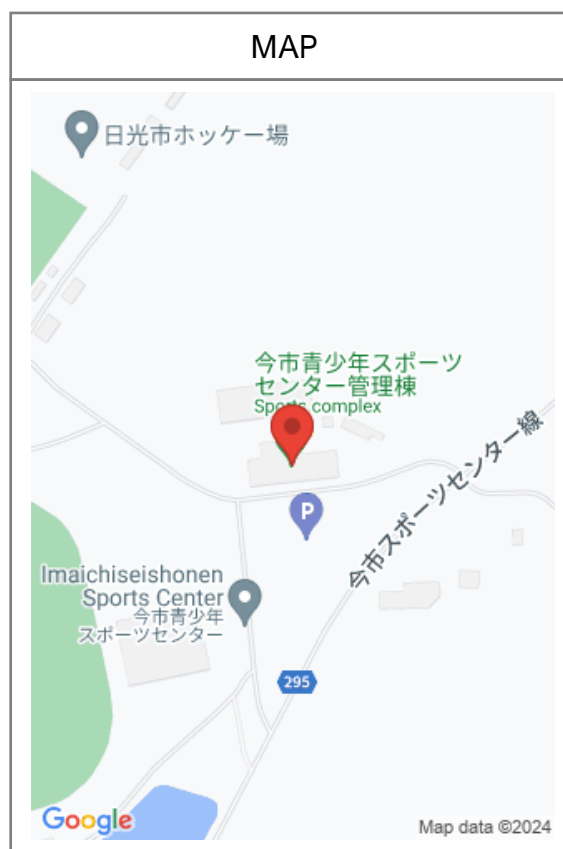 MAP
日光市ホッケー場
今市青少年スポーツ
センター管理棟
Sports complex
P
今市スポーツセンター線
Imaichiseishonen
Sports Center
今市青少年
スポーツセンター
295
Google
Map data ©2024